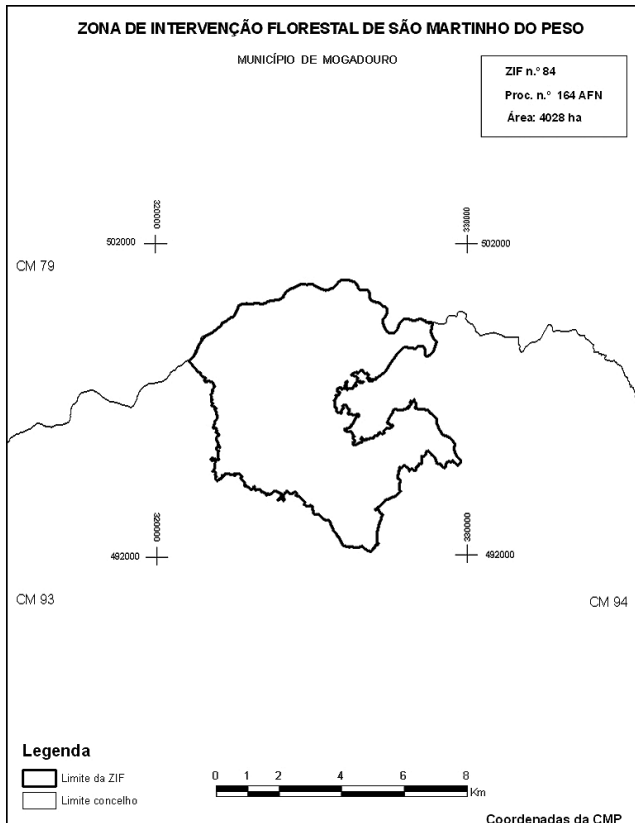 ZONA DE INTERVENÇÃO FLORESTAL DE SÃO MARTINHO DO PESO
MUNICÍPIO DE MOGADOURO
ZIF n.º 84
Proc. n.º 164 AFN
Área: 4028 ha
320000
330000
502000
502000
CM 79
320000
330000
492000
492000
CM 93
CM 94
Legenda
Limite da ZIF
Limite concelho
0 1 2 4 6 8
Km
Coordenadas da CMP